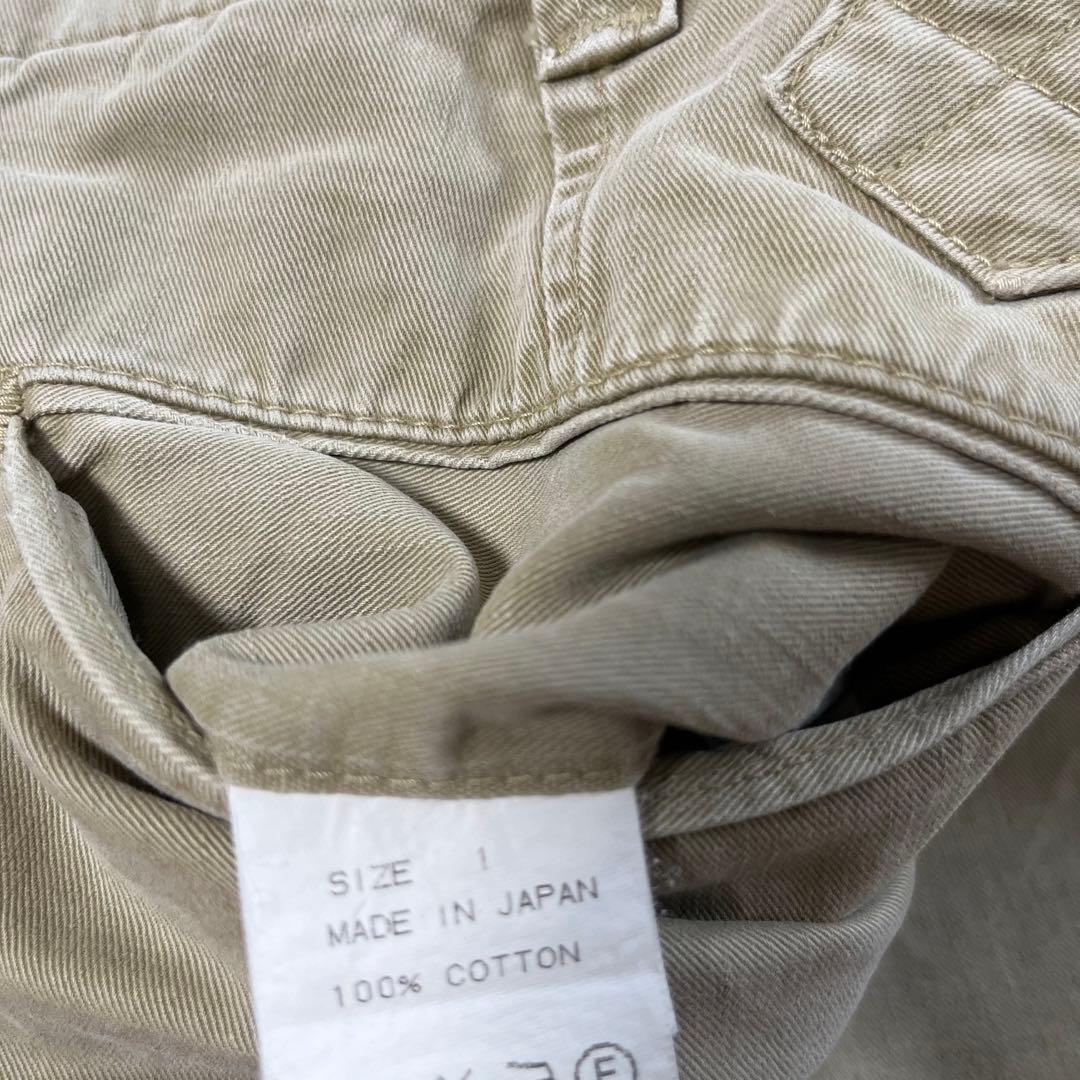 SIZE 1
MADE IN JAPAN
100% COTTON
F